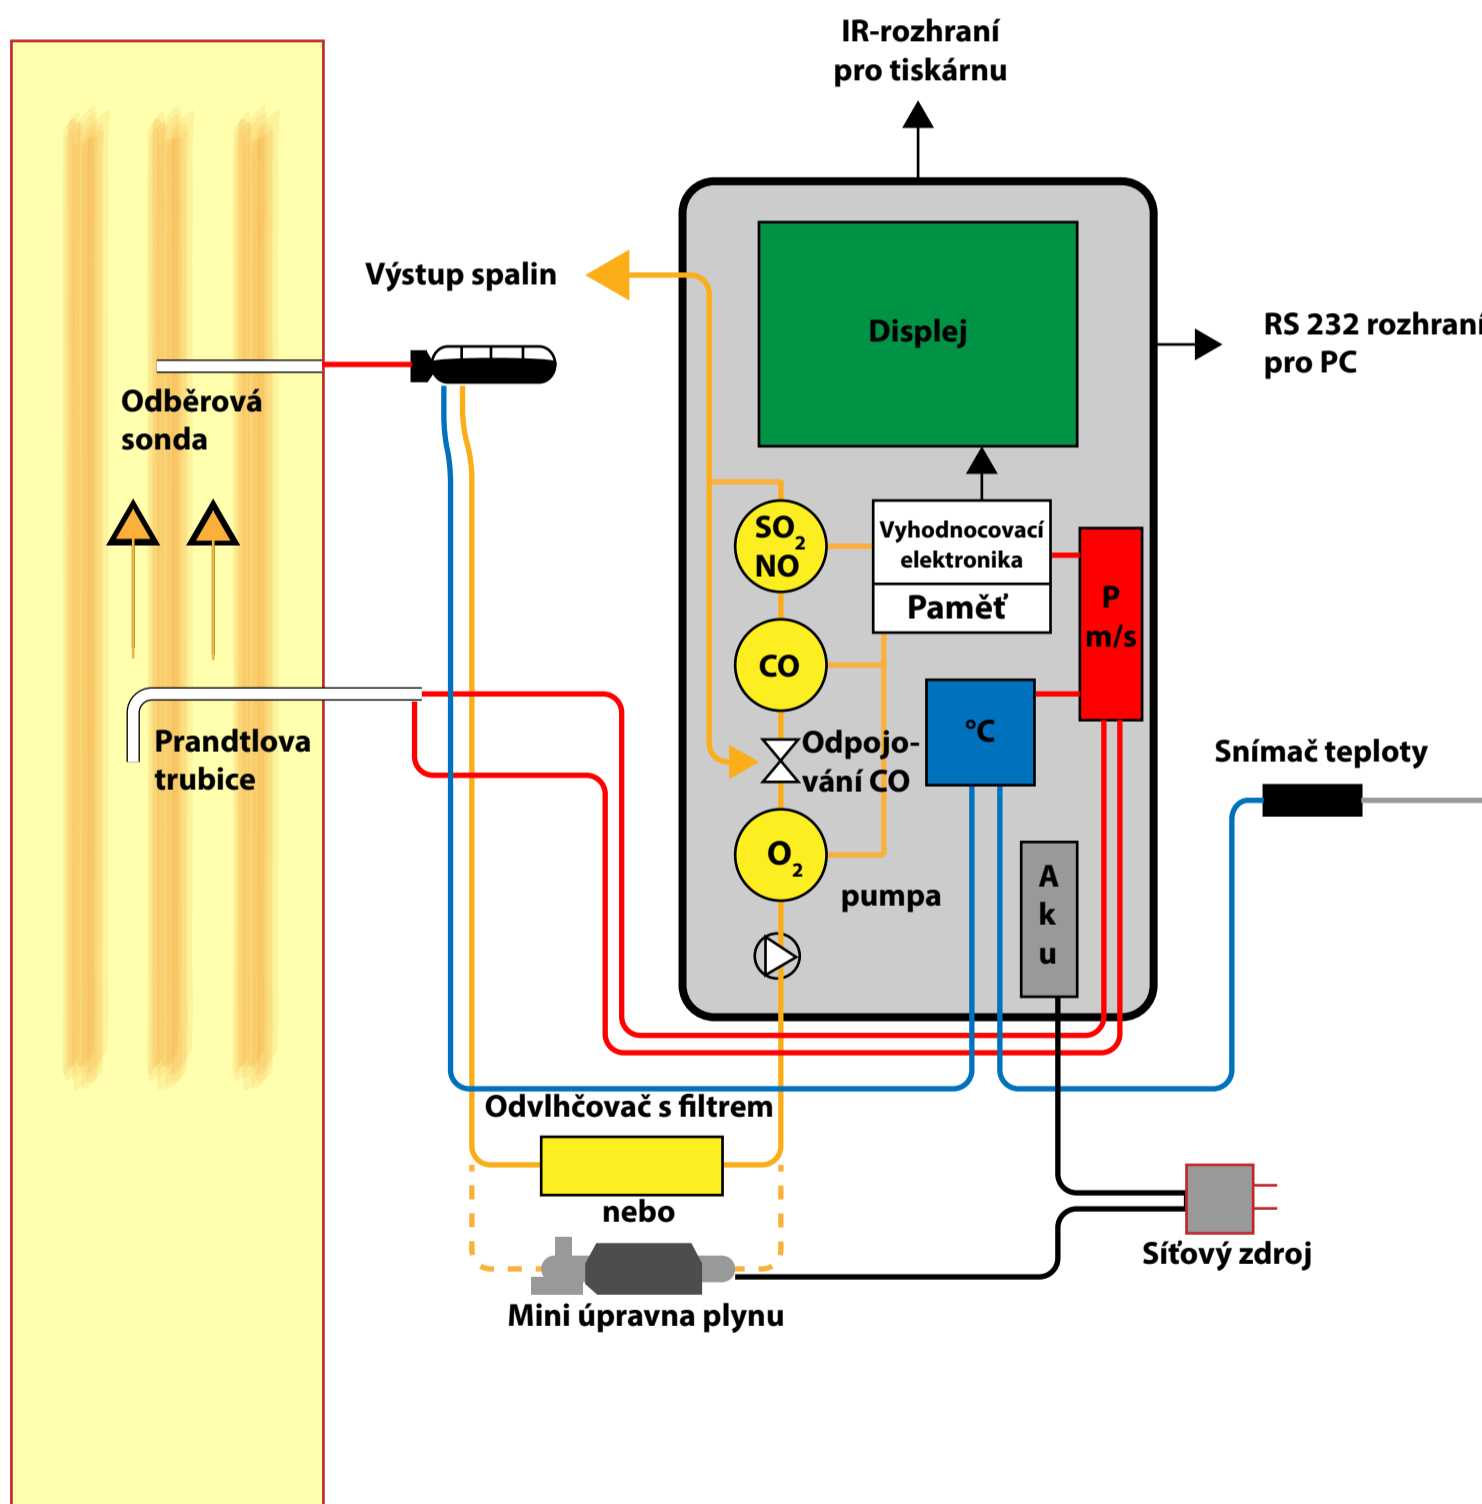 IR-rozhraní
pro tiskárnu
Výstup spalin
Displej
RS 232 rozhraní
pro PC
Odběrová
sonda
SO2
NO
Vyhodnocovací
elektronika
Paměť
P
m/s
CO
Prandtlova
trubice
Odpojo-
vání CO
°C
Snímač teploty
O2
pumpa
A
k
u
Odvlhčovač s filtrem
nebo
Síťový zdroj
Mini úpravna plynu